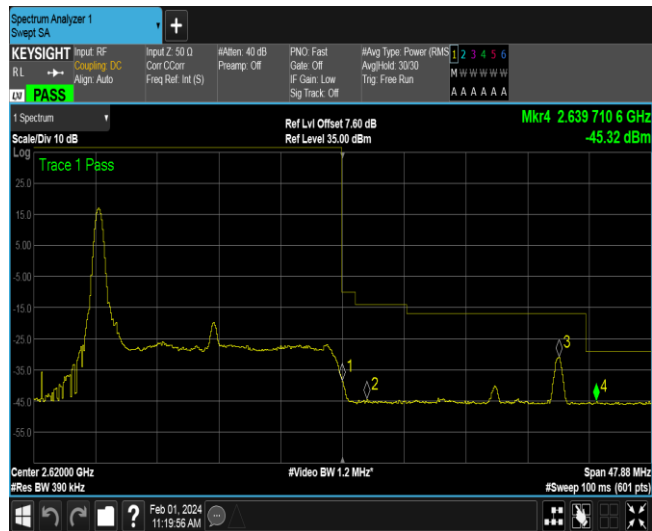 Spectrum Analyzer 1
Swept SA
+
KEYSIGHT Input: RF
RL
Coupling: DC
Align: Auto
Input Z: 50 Ω
Corr CCorr
Freq Ref: Int (S)
#Atten: 40 dB
Preamp: Off
PNO: Fast
Gate: Off
IF Gain: Low
Sig Track: Off
#Avg Type: Power (RMS
Avg|Hold: 30/30
Trig: Free Run
1 2 3 4 5 6
M W W W W W
A A A A A A
LXI PASS
1 Spectrum
Scale/Div 10 dB
Ref Lvl Offset 7.60 dB
Ref Level 35.00 dBm
Mkr4 2.639 710 6 GHz
-45.32 dBm
Log
Trace 1 Pass
25.0
15.0
5.00
-5.00
-15.0
-25.0
-35.0
-45.0
-55.0
1
2
3
4
Center 2.62000 GHz
#Res BW 390 kHz
#Video BW 1.2 MHz*
Span 47.88 MHz
#Sweep 100 ms (601 pts)
?
Feb 01, 2024
11:19:56 AM